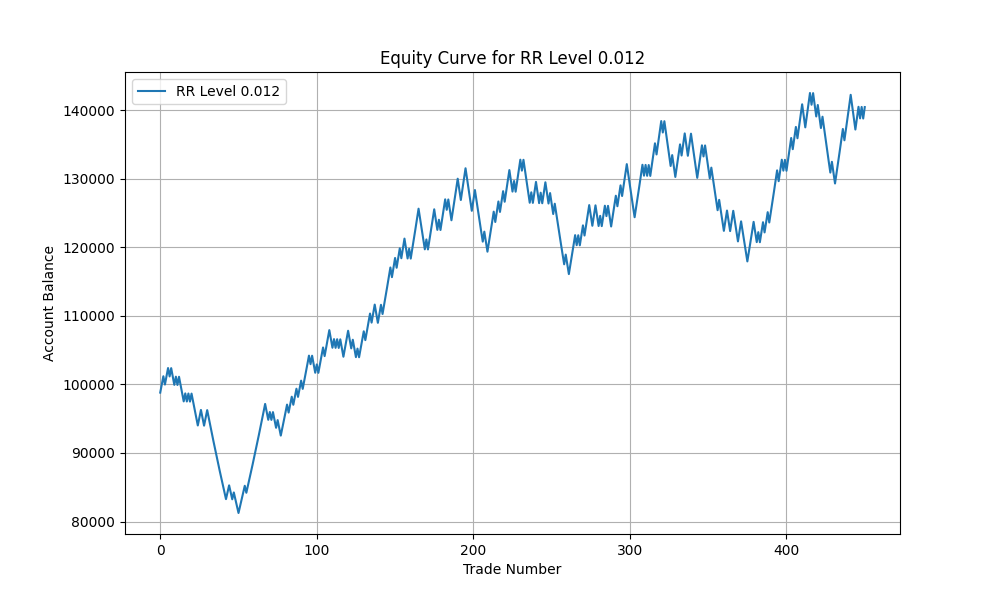 Equity Curve for RR Level 0.012
RR Level 0.012
Account Balance
140000
130000
120000
110000
100000
90000
80000
0 100 200 300 400
Trade Number